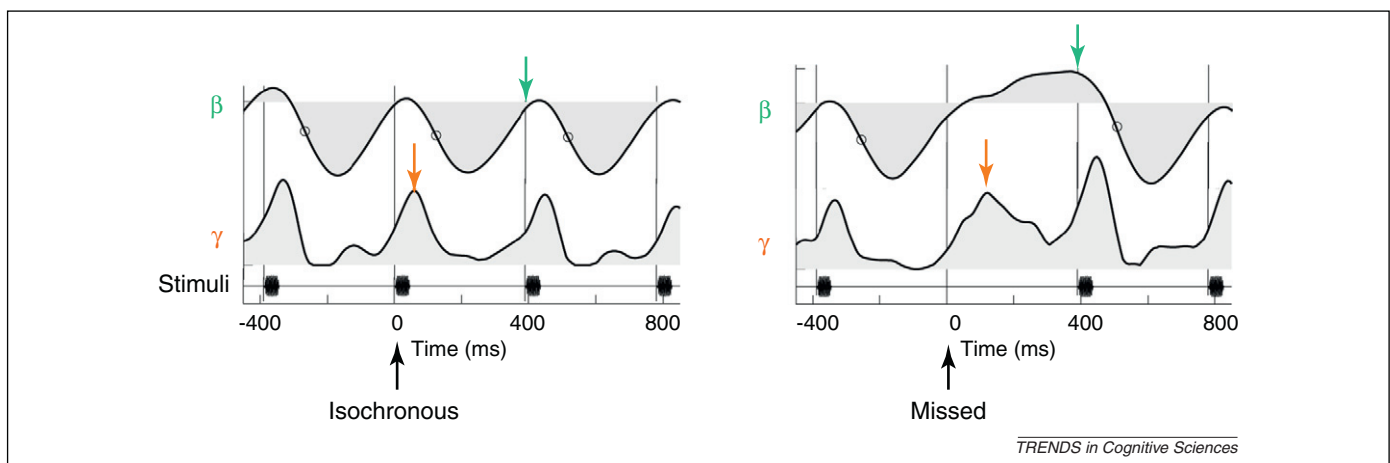 β
γ
Stimuli
-400 0 400 800
Time (ms)
Isochronous
β
γ
-400 0 400 800
Time (ms)
Missed
TRENDS in Cognitive Sciences